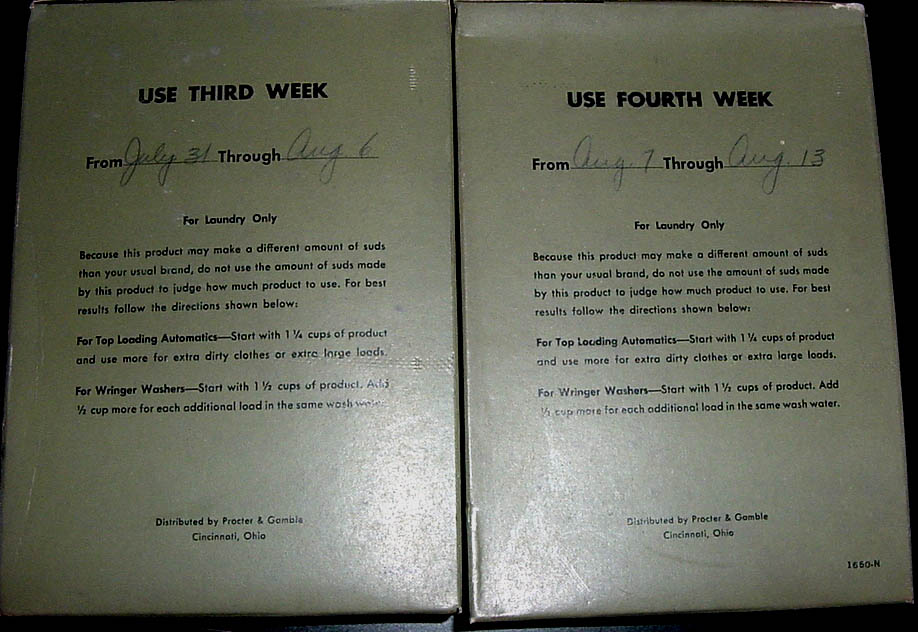 USE THIRD WEEK
From July 31 Through Aug 6
For Laundry Only
Because this product may make a different amount of suds
than your usual brand, do not use the amount of suds made
by this product to judge how much product to use. For best
results follow the directions shown below:
For Top Loading Automatics—Start with 1 ¼ cups of product
and use more for extra dirty clothes or extra large loads.
For Wringer Washers—Start with 1 ½ cups of product. Add
½ cup more for each additional load in the same wash water.
Distributed by Procter & Gamble
Cincinnati, Ohio
USE FOURTH WEEK
From Aug. 7 Through Aug. 13
For Laundry Only
Because this product may make a different amount of suds
than your usual brand, do not use the amount of suds made
by this product to judge how much product to use. For best
results follow the directions shown below:
For Top Loading Automatics—Start with 1 ¼ cups of product
and use more for extra dirty clothes or extra large loads.
For Wringer Washers—Start with 1 ½ cups of product. Add
½ cup more for each additional load in the same wash water.
Distributed by Procter & Gamble
Cincinnati, Ohio
1660-N